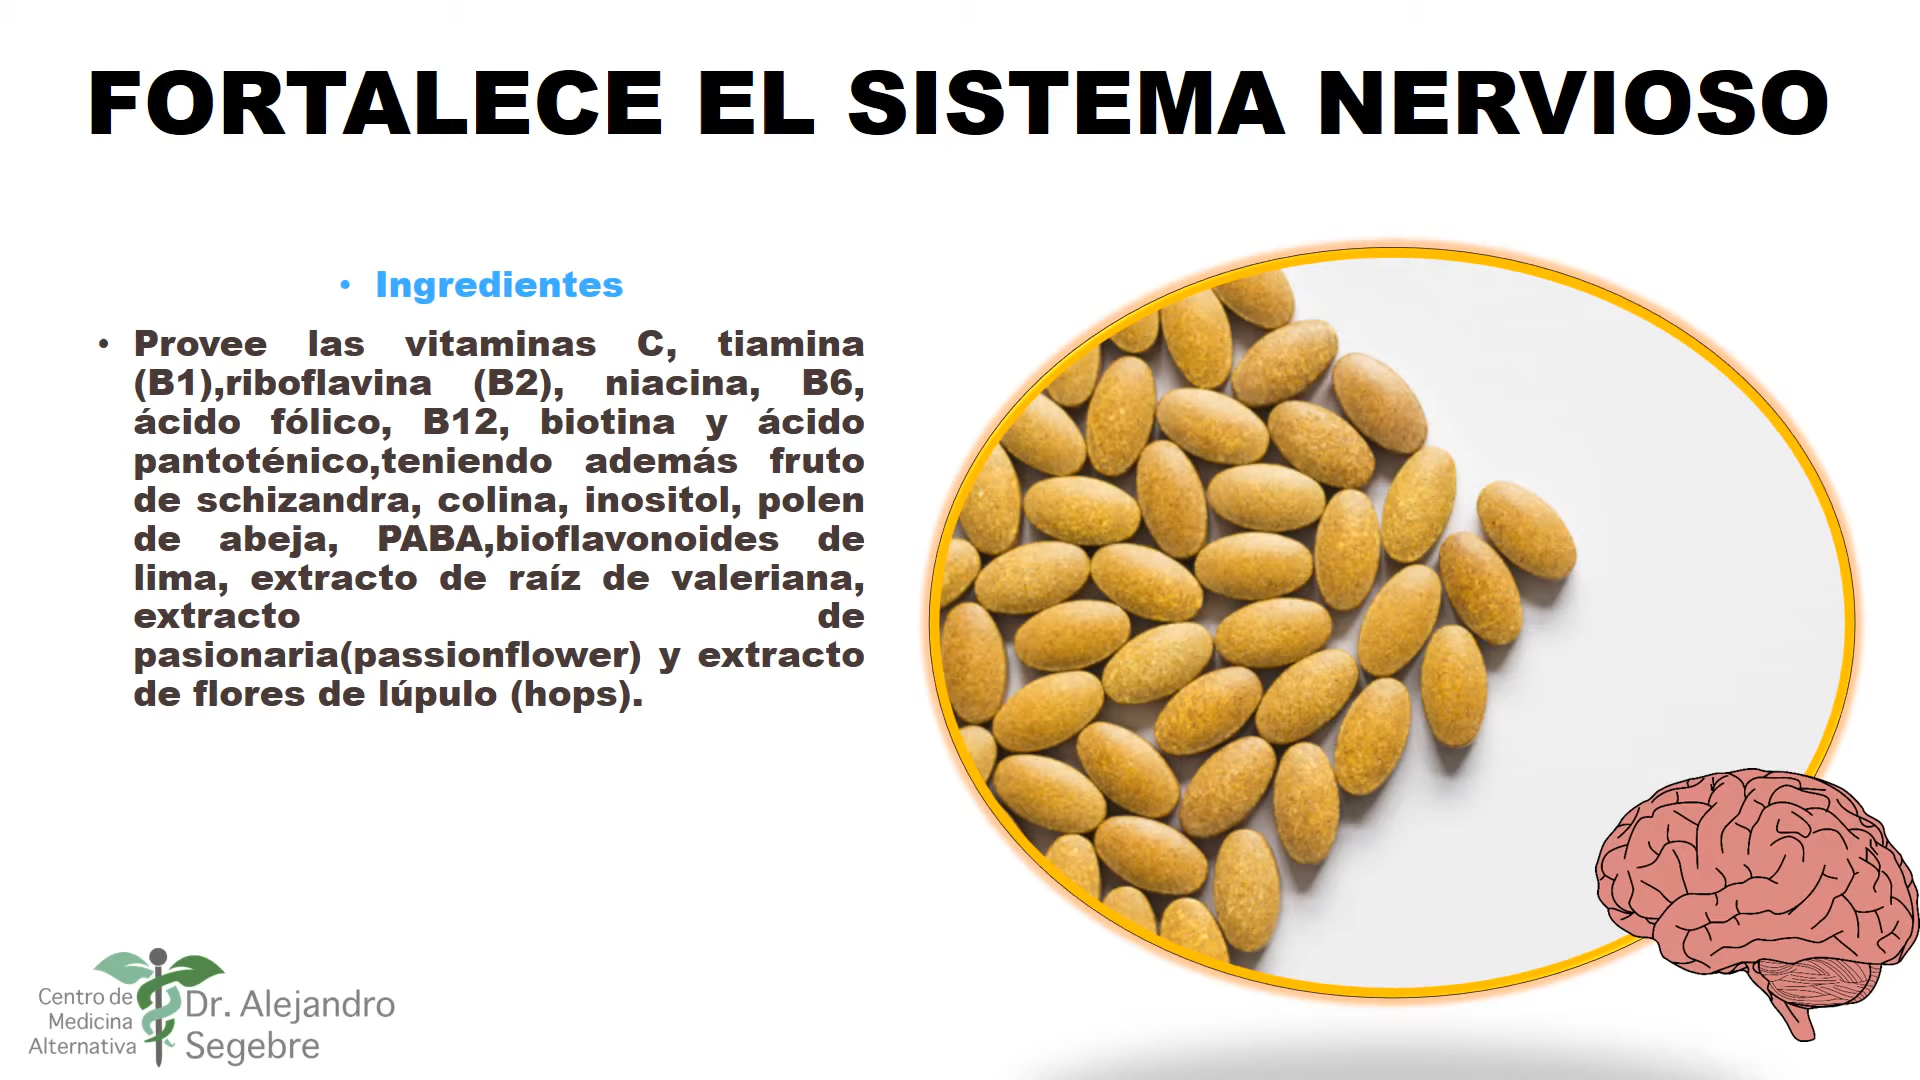 FORTALECE EL SISTEMA NERVIOSO
• Ingredientes
• Provee las vitaminas C, tiamina
(B1),riboflavina (B2), niacina, B6,
ácido fólico, B12, biotina y ácido
pantoténico,teniendo además fruto
de schizandra, colina, inositol, polen
de abeja, PABA,bioflavonoides de
lima, extracto de raíz de valeriana,
extracto de
pasionaria(passionflower) y extracto
de flores de lúpulo (hops).
Centro de
Medicina
Alternativa
Dr. Alejandro
Segebre